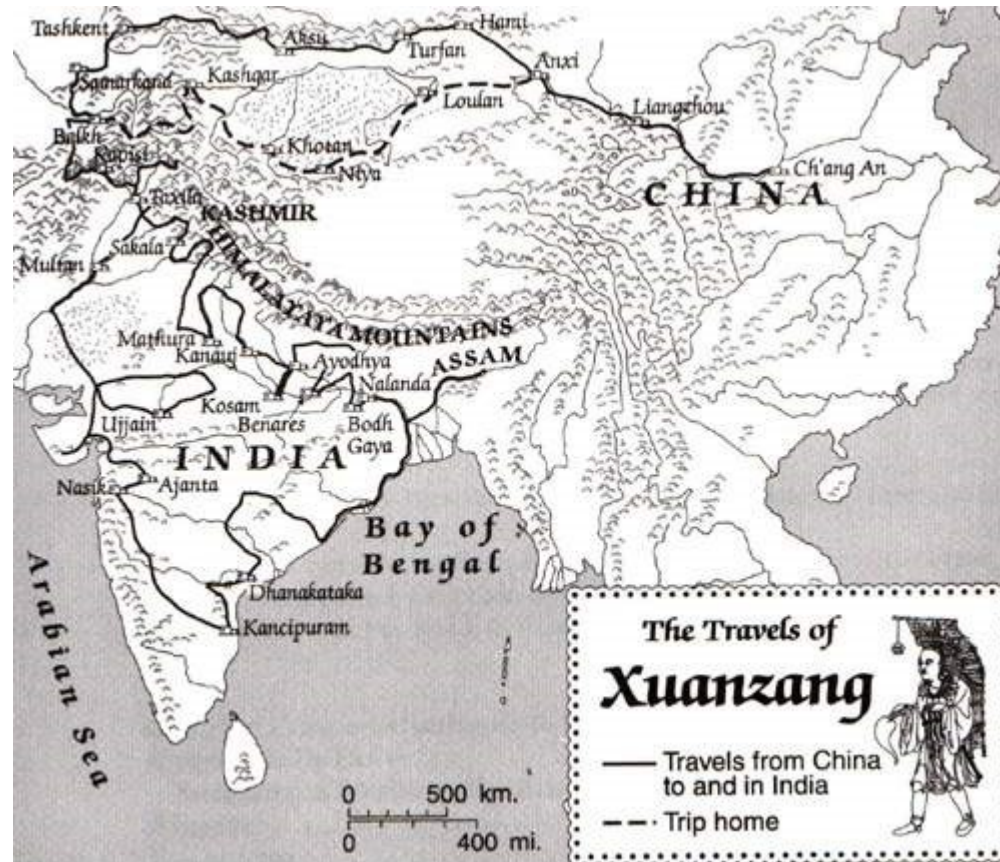 Tashkent
Hami
Aksu
Turfan
Anxi
Samarkand
Kashgar
Loulan
Liangzhou
Balkh
Khotan
Niya
Ch'ang An
Kapisi
CHINA
Taxila
KASHMIR
Sakala
Multan
HIMALAYAYA MOUNTAINS
Mathura
Kanauj
Ayodhya
ASSAM
Nalanda
Ujjain
Kosam
Benares
Bodh
Gaya
INDIA
Nasik
Ajanta
Bay of
Bengal
Arabian Sea
Dhanakataka
Kancipuram
The Travels of
Xuanzang
Travels from China
to and in India
Trip home
0 500 km.
0 400 mi.